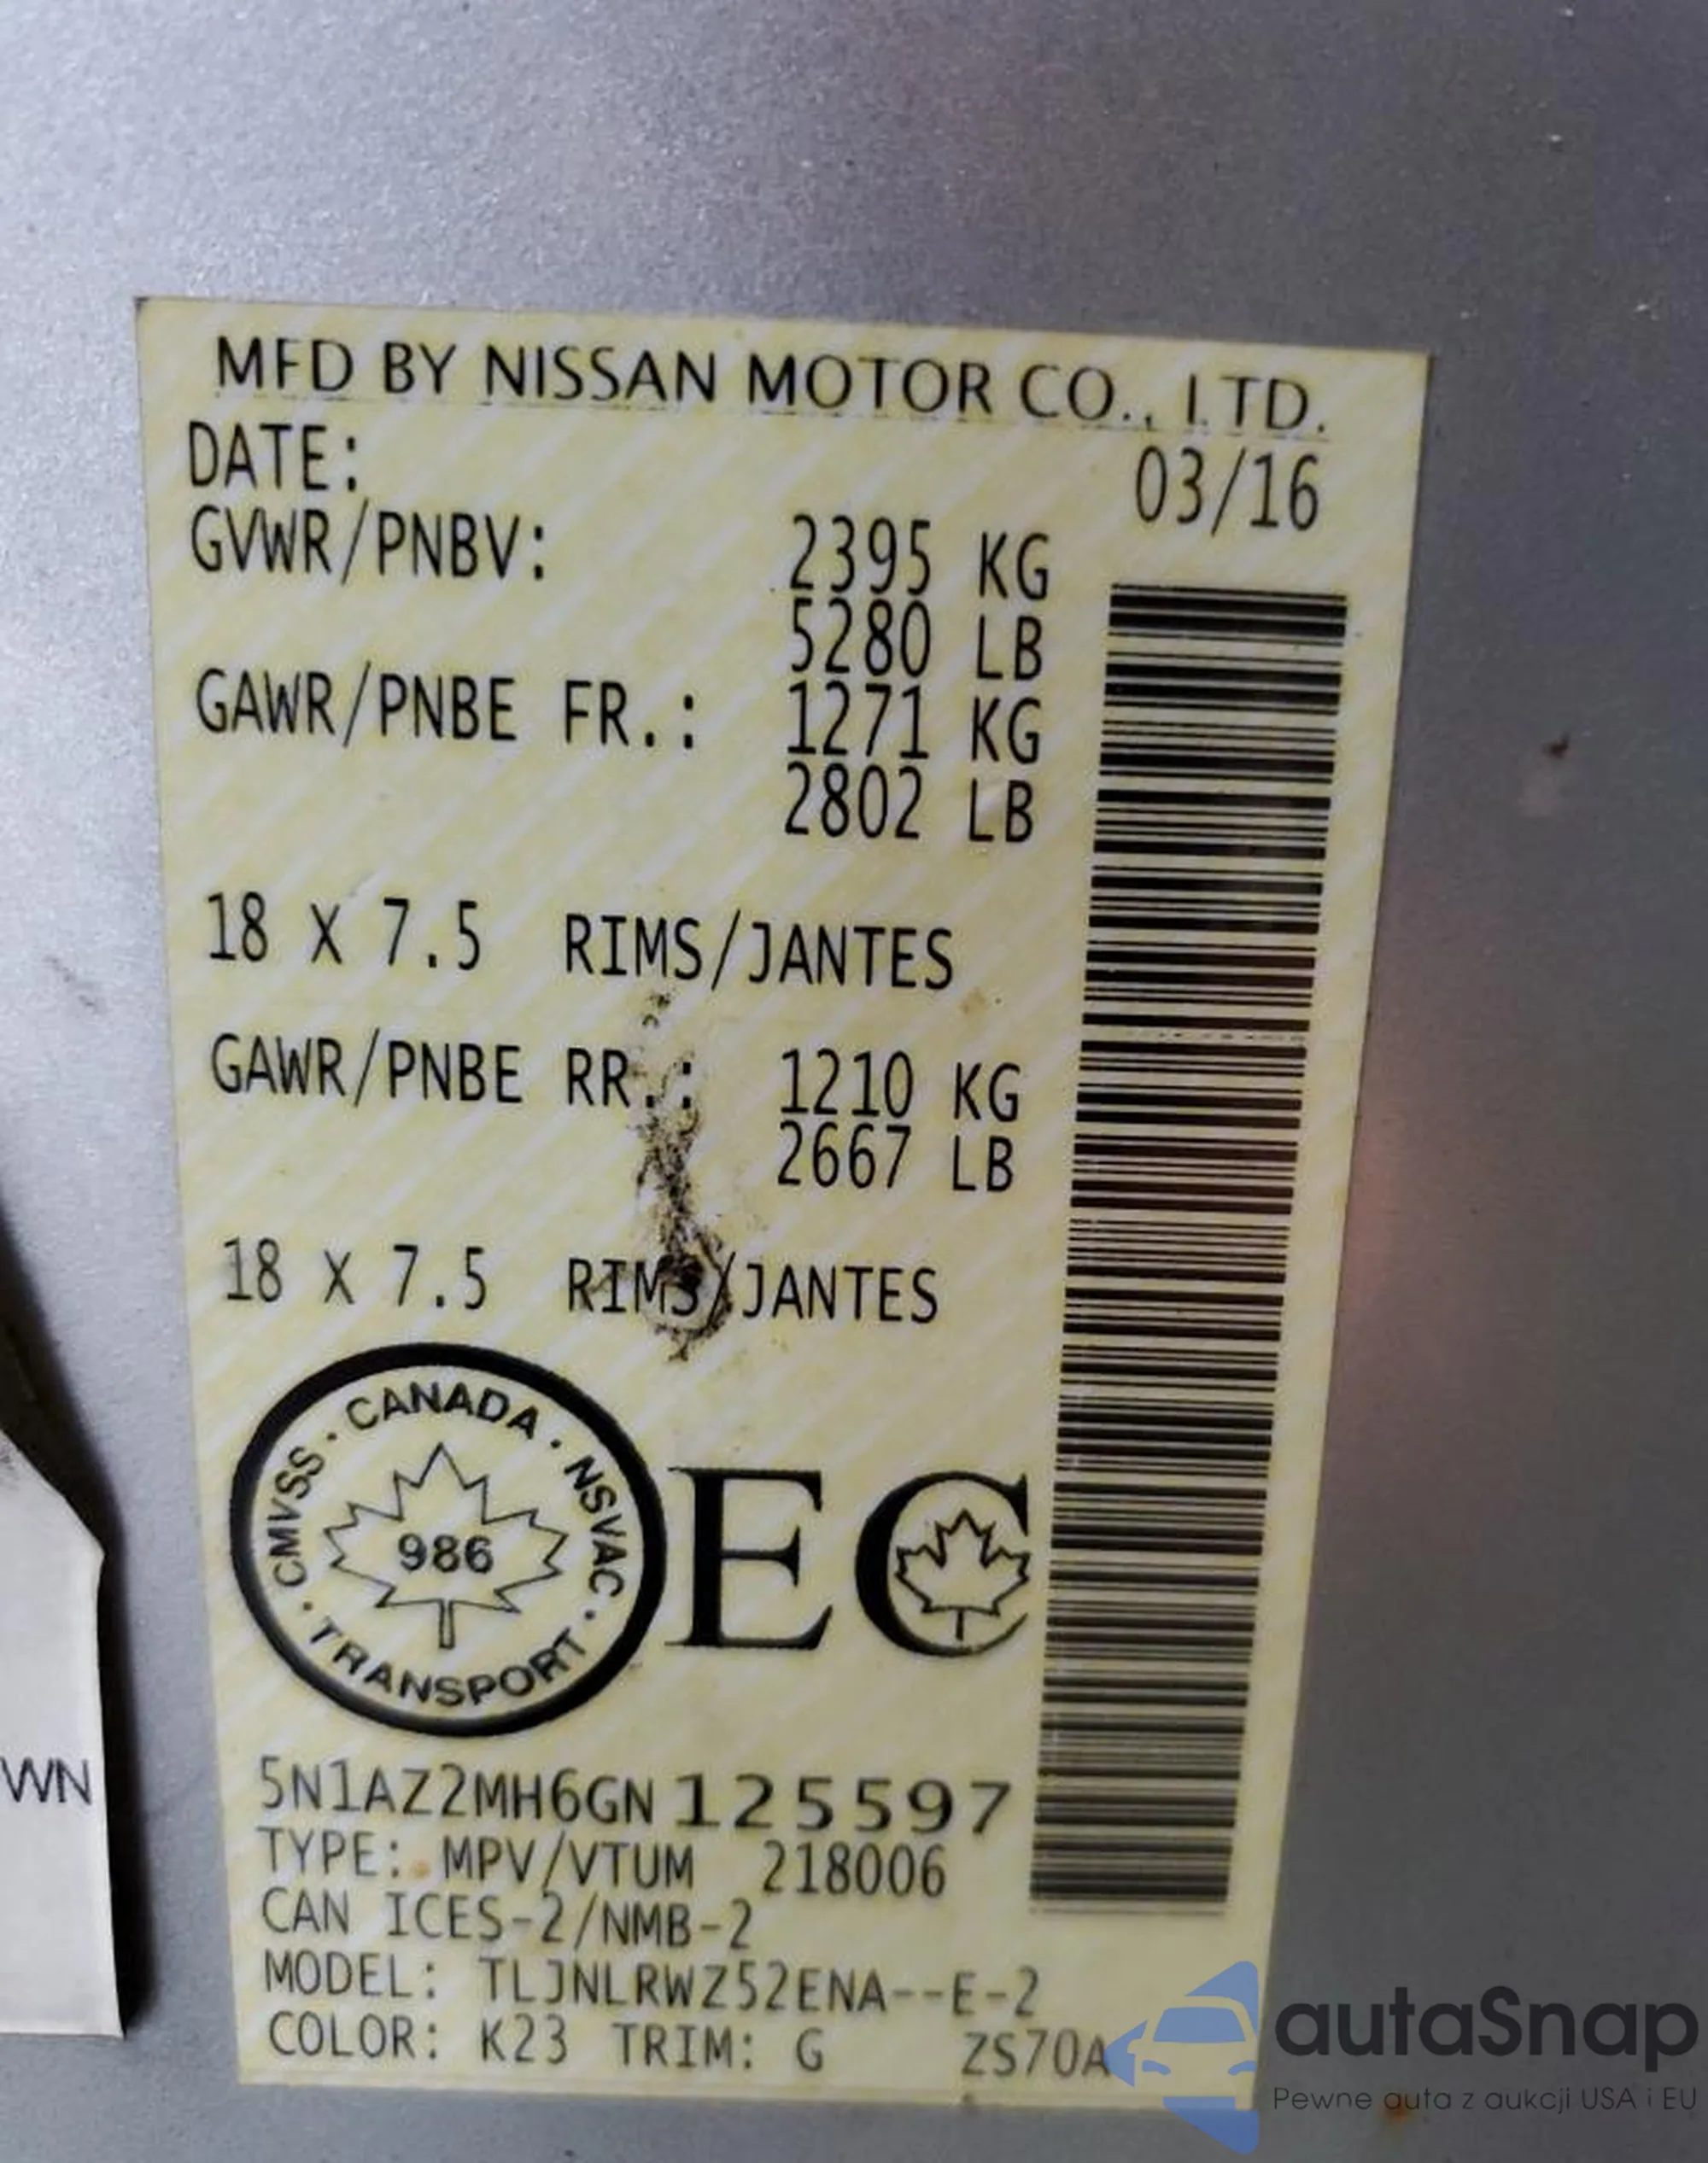 MFD BY NISSAN MOTOR CO., LTD.
DATE: 03/16
GVWR/PNBV: 2395 KG
5280 LB
GAWR/PNBE FR.: 1271 KG
2802 LB
18 X 7.5 RIMS/JANTES
GAWR/PNBE RR.: 1210 KG
2667 LB
18 X 7.5 RIMS/JANTES
CMVSS · CANADA · NSVAC · TRANSPORT ·
986
EC
5N1AZ2MH6GN125597
TYPE: MPV/VTUM 218006
CAN ICES-2/NMB-2
MODEL: TLJNLRWZ52ENA--E-2
COLOR: K23 TRIM: G ZS70A
WN
autaSnap
Pewne auta z aukcji USA i EU